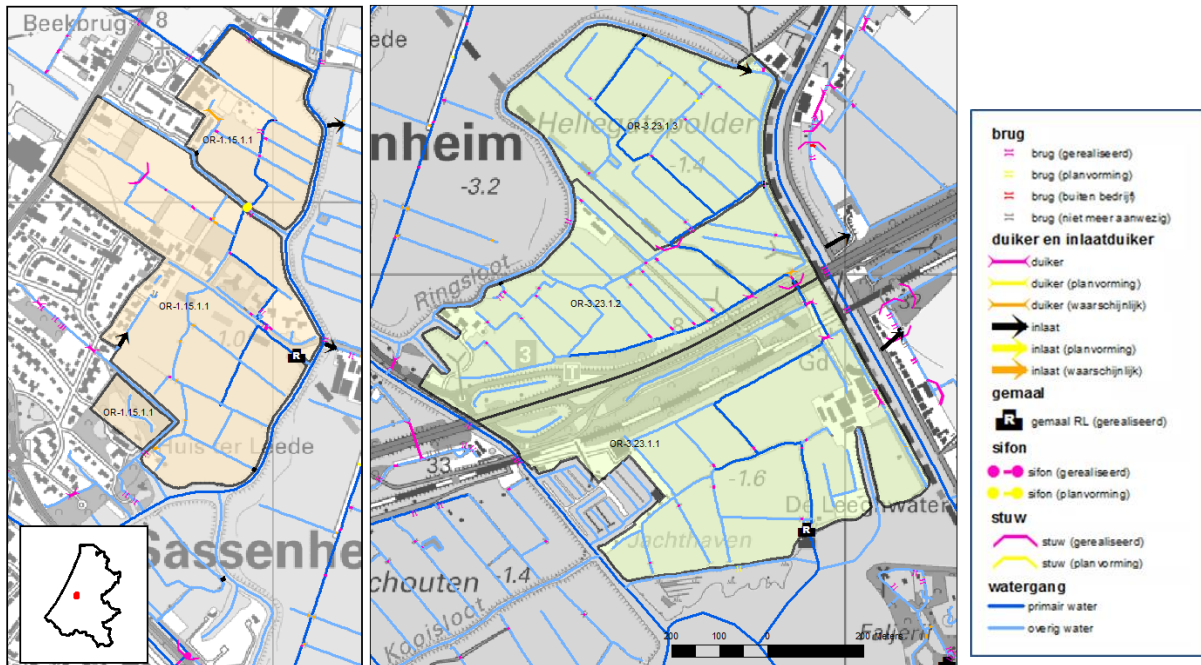 Beekbrug
8
OR-1.15.1.1
OR-1.15.1.1
1.0
R
OR-1.15.1.1
Huis ter Leede
Sassenhe
ede
nheim
-3.2
Hellegatspolder
OR-3.23.1.3
-1.4
1
Ringsloot
OR-3.23.1.2
8
3
T
Gd
OR-3.23.1.1
33
-1.6
De Leeghwater
R
Jachthaven
chouten
-1.4
Kooisloot
200 100 0 200 Meters
brug
brug (gerealiseerd)
brug (planvorming)
brug (buiten bedrijf)
brug (niet meer aanwezig)
duiker en inlaatduiker
duiker
duiker (planvorming)
duiker (waarschijnlijk)
inlaat
inlaat (planvorming)
inlaat (waarschijnlijk)
gemaal
R gemaal RL (gerealiseerd)
sifon
sifon (gerealiseerd)
sifon (planvorming)
stuw
stuw (gerealiseerd)
stuw (planvorming)
watergang
primair water
overig water